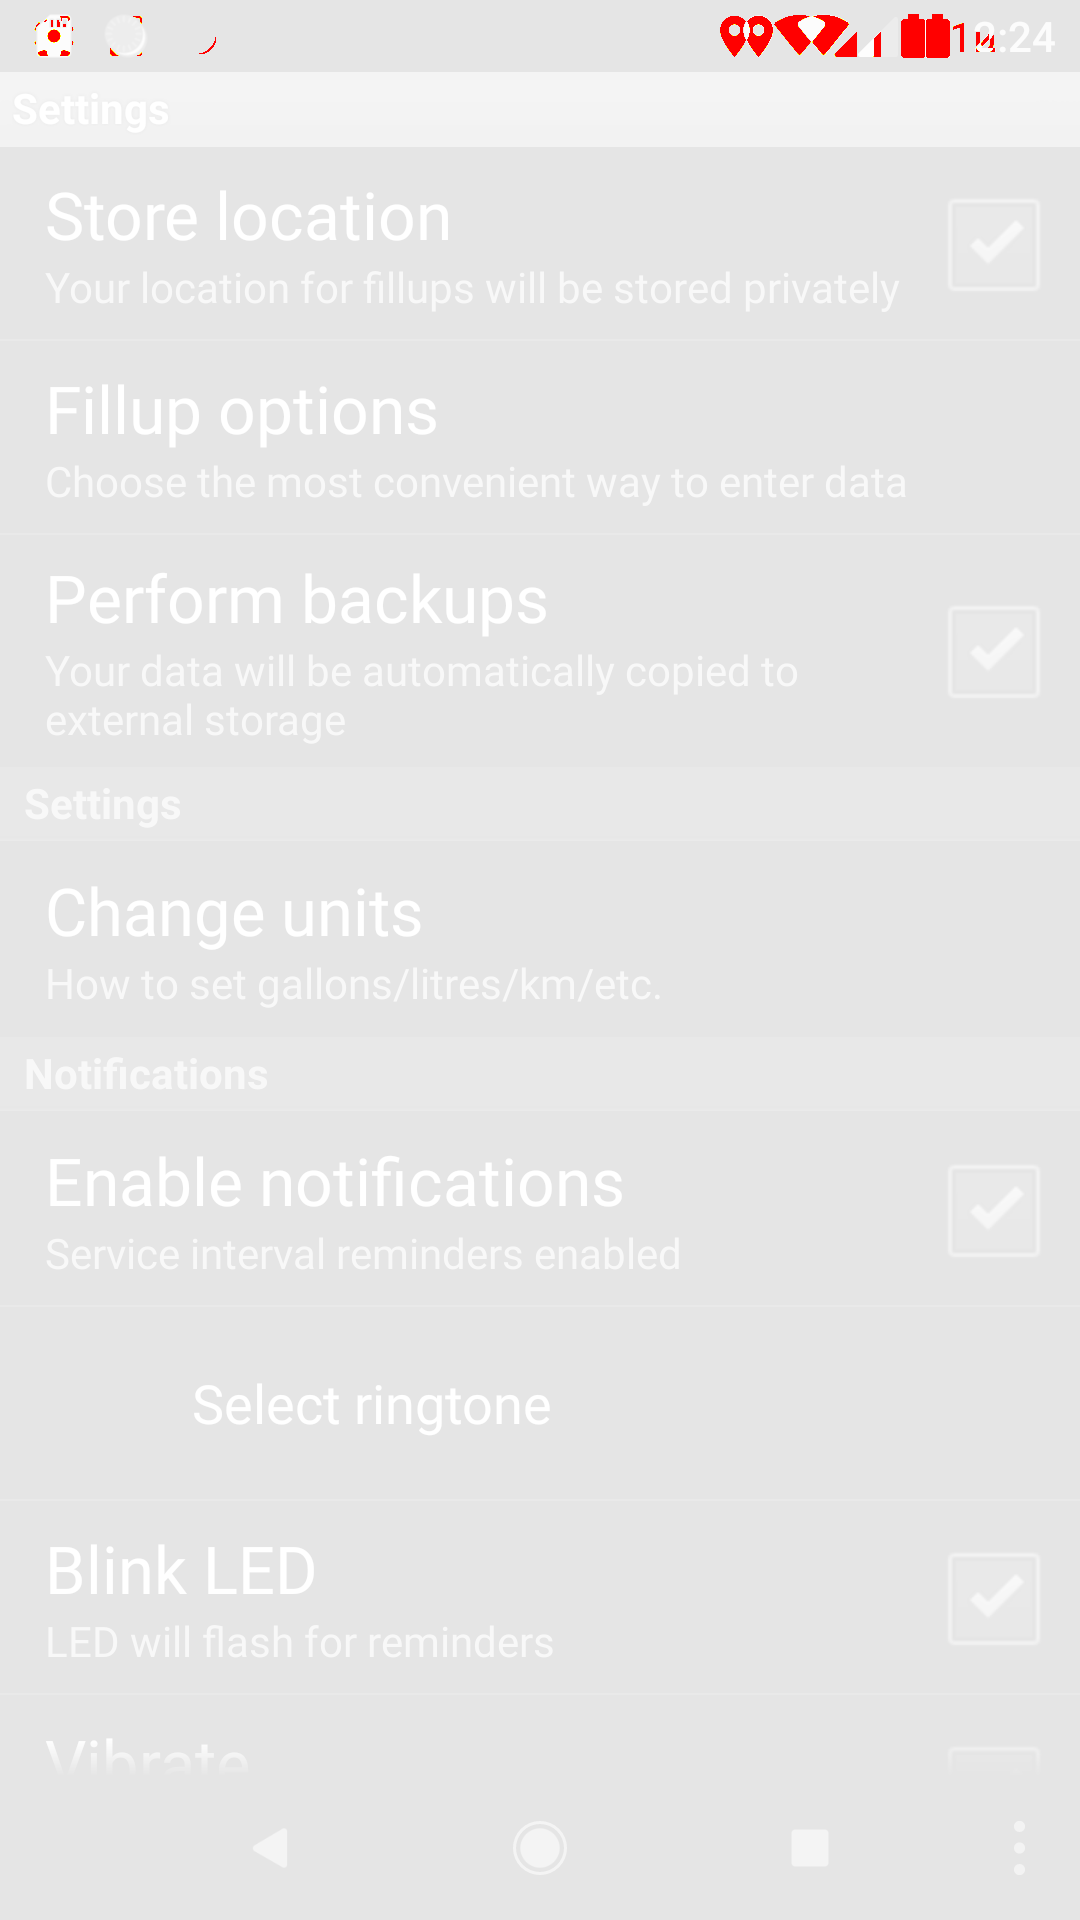 Settings
Store location
Your location for fillups will be stored privately
Fillup options
Choose the most convenient way to enter data
Perform backups
Your data will be automatically copied to
external storage
Settings
Change units
How to set gallons/litres/km/etc.
Notifications
Enable notifications
Service interval reminders enabled
Select ringtone
Blink LED
LED will flash for reminders
Vibrate